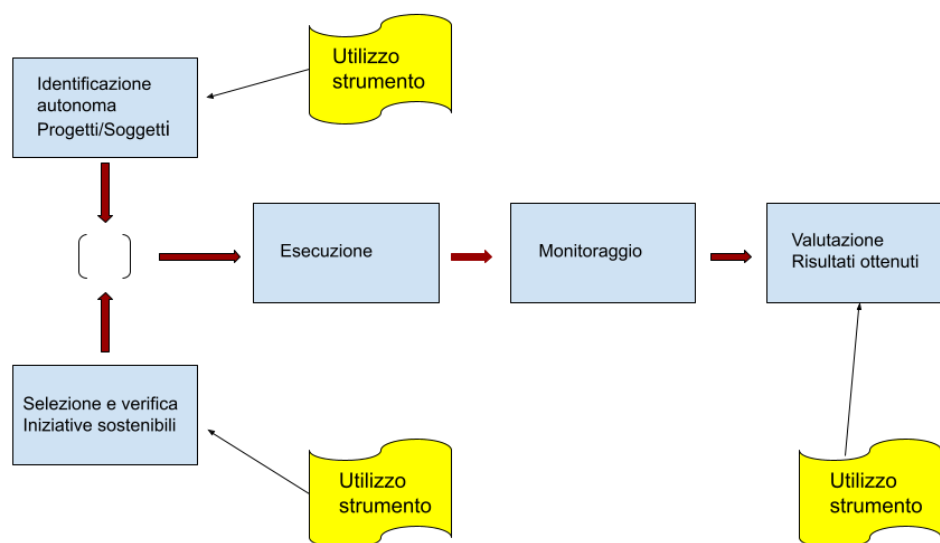 Utilizzo
strumento
Identificazione
autonoma
Progetti/Soggetti
Esecuzione
Monitoraggio
Valutazione
Risultati ottenuti
Selezione e verifica
Iniziative sostenibili
Utilizzo
strumento
Utilizzo
strumento